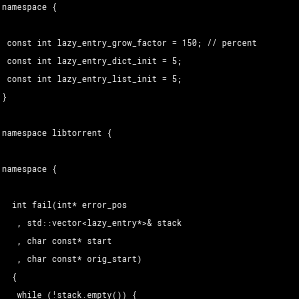 namespace {
const int lazy_entry_grow_factor = 150; // percent
const int lazy_entry_dict_init = 5;
const int lazy_entry_list_init = 5;
}
namespace libtorrent {
namespace {
int fail(int* error_pos
, std::vector<lazy_entry*>& stack
, char const* start
, char const* orig_start)
{
while (!stack.empty()) {